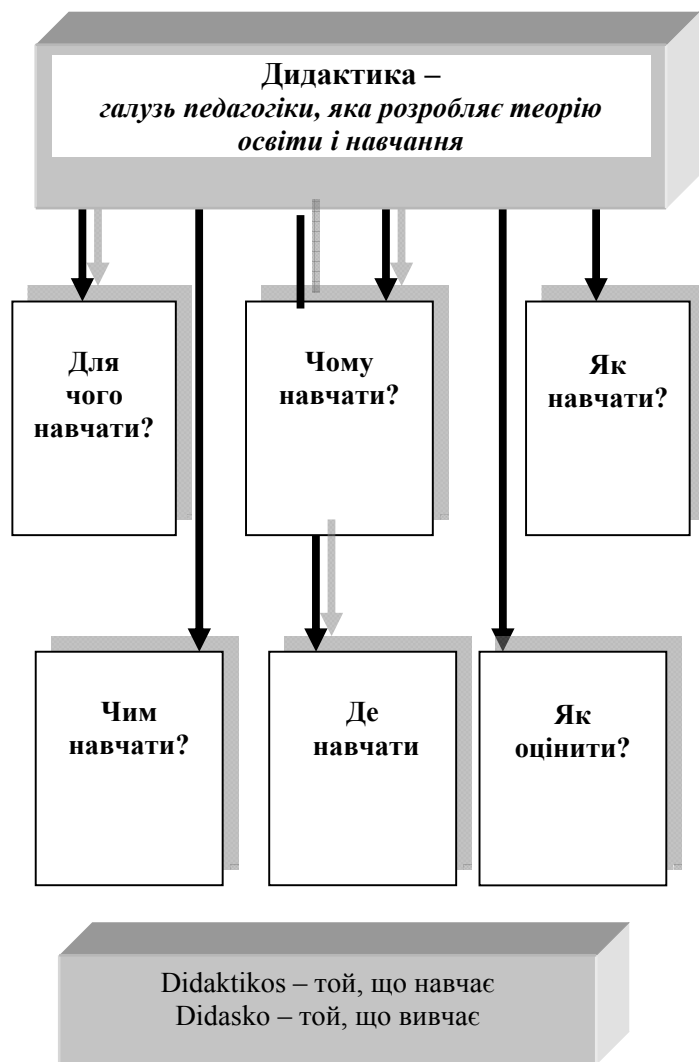 Дидактика –
галузь педагогіки, яка розробляє теорію
освіти і навчання
Для
чого
навчати?
Чому
навчати?
Як
навчати?
Чим
навчати?
Де
навчати
Як
оцінити?
Didaktikos – той, що навчає
Didasko – той, що вивчає